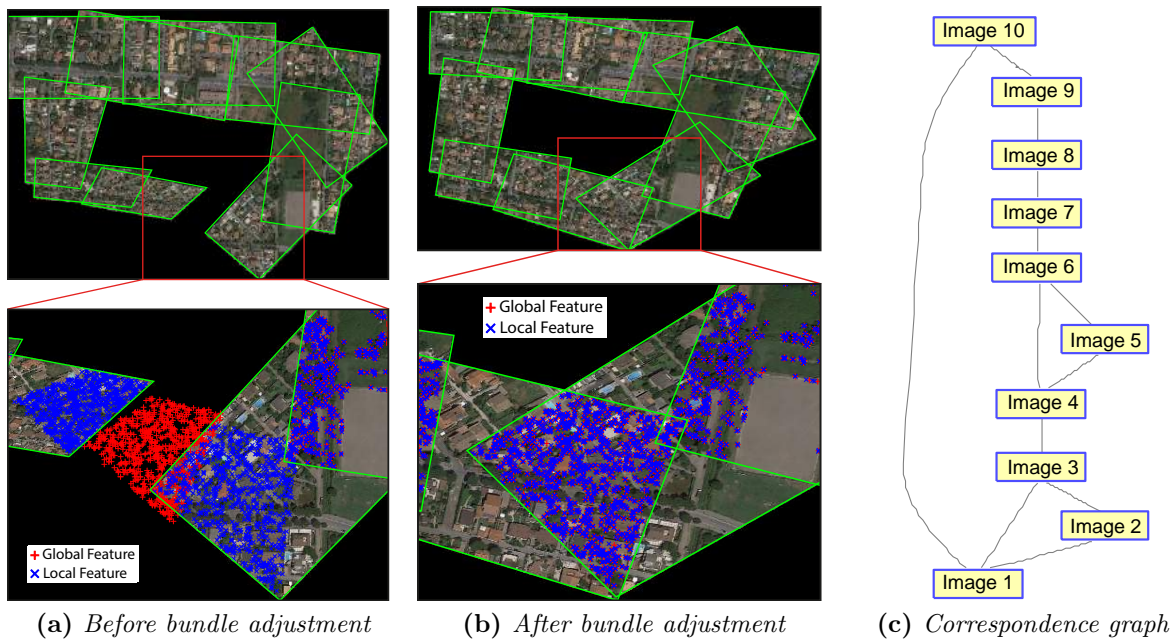 Global Feature
Local Feature
(a) Before bundle adjustment
Global Feature
Local Feature
(b) After bundle adjustment
Image 10
Image 9
Image 8
Image 7
Image 6
Image 5
Image 4
Image 3
Image 2
Image 1
(c) Correspondence graph